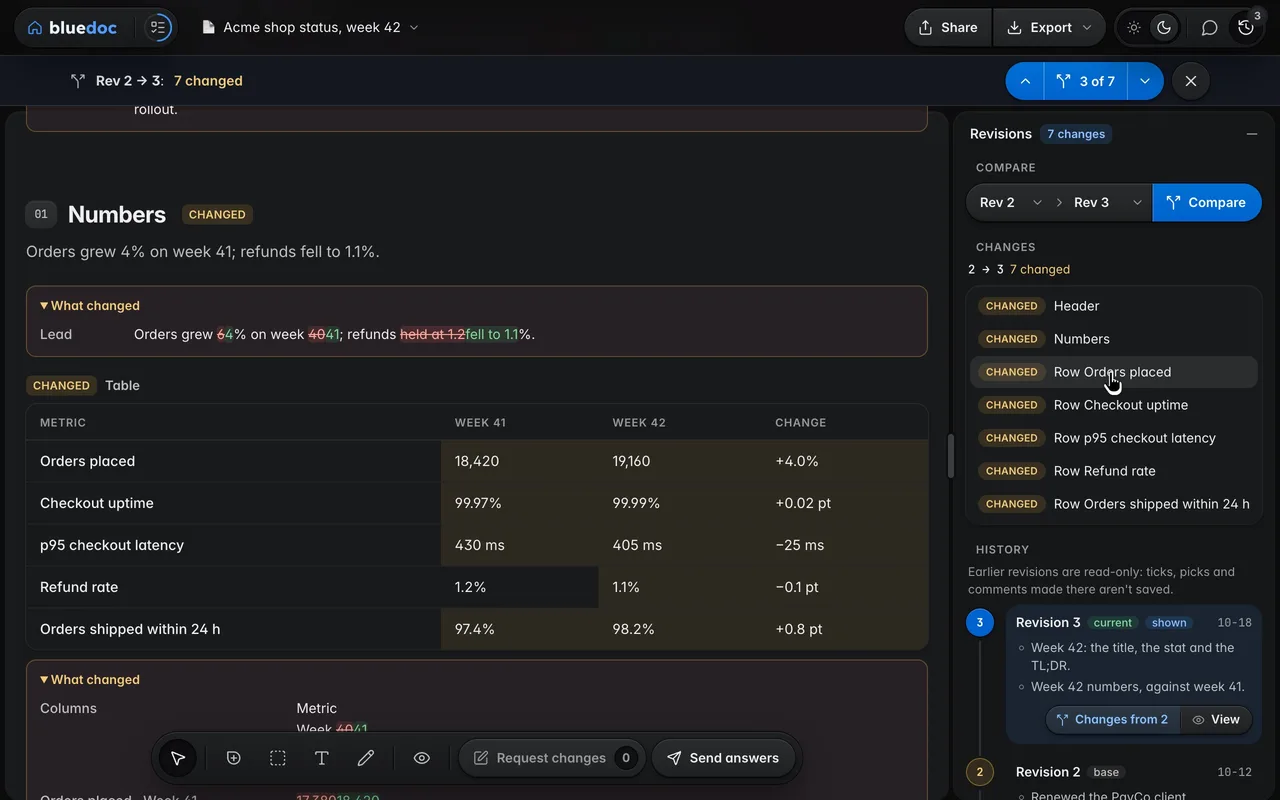 bluedoc
Acme shop status, week 42
Share
Export
3
Rev 2 → 3: 7 changed
3 of 7
rollout.
01 Numbers CHANGED
Orders grew 4% on week 41; refunds fell to 1.1%.
▾ What changed
Lead Orders grew 64% on week 4041; refunds held at 1.2fell to 1.1%.
CHANGED Table
METRIC WEEK 41 WEEK 42 CHANGE
Orders placed 18,420 19,160 +4.0%
Checkout uptime 99.97% 99.99% +0.02 pt
p95 checkout latency 430 ms 405 ms −25 ms
Refund rate 1.2% 1.1% −0.1 pt
Orders shipped within 24 h 97.4% 98.2% +0.8 pt
▾ What changed
Columns Metric
Week 4041
Orders placed Week 41 17,38018,420
Request changes 0
Send answers
Revisions 7 changes
COMPARE
Rev 2 > Rev 3 Compare
CHANGES
2 → 3 7 changed
CHANGED Header
CHANGED Numbers
CHANGED Row Orders placed
CHANGED Row Checkout uptime
CHANGED Row p95 checkout latency
CHANGED Row Refund rate
CHANGED Row Orders shipped within 24 h
HISTORY
Earlier revisions are read-only: ticks, picks and
comments made there aren't saved.
3 Revision 3 current shown 10-18
Week 42: the title, the stat and the
TL;DR.
Week 42 numbers, against week 41.
Changes from 2 View
2 Revision 2 base 10-12
Renewed the PayCo client